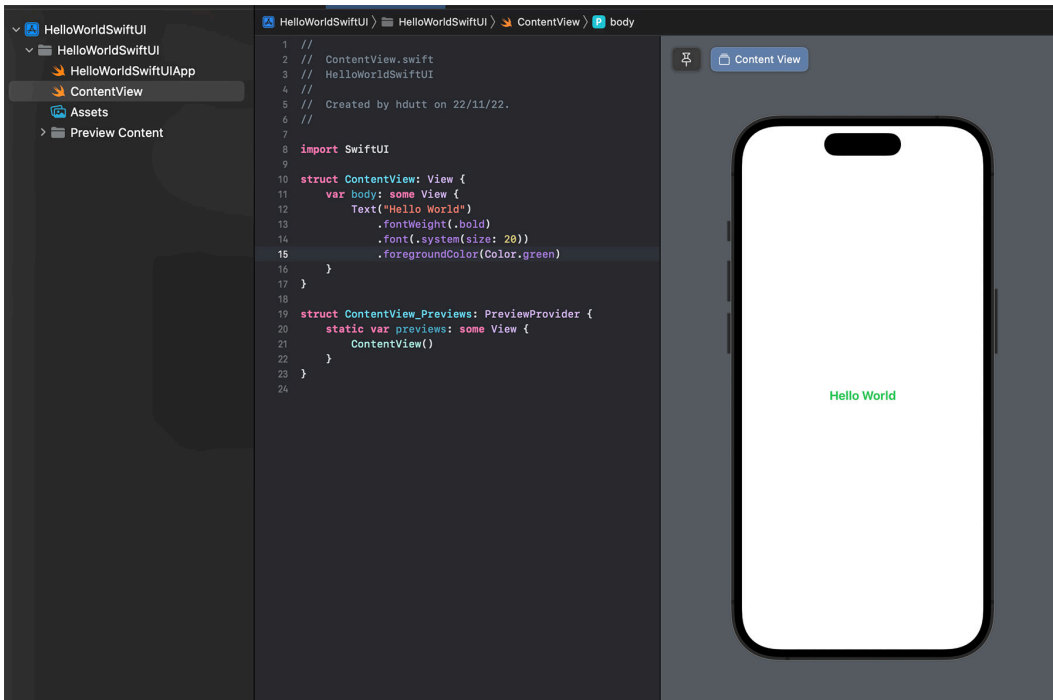 HelloWorldSwiftUI
HelloWorldSwiftUI
HelloWorldSwiftUIApp
ContentView
Assets
Preview Content
HelloWorldSwiftUI 〉 HelloWorldSwiftUI 〉 ContentView 〉 P body
1 //
2 //  ContentView.swift
3 //  HelloWorldSwiftUI
4 //
5 //  Created by hdutt on 22/11/22.
6 //
7
8 import SwiftUI
9
10 struct ContentView: View {
11     var body: some View {
12         Text("Hello World")
13             .fontWeight(.bold)
14             .font(.system(size: 20))
15             .foregroundColor(Color.green)
16     }
17 }
18
19 struct ContentView_Previews: PreviewProvider {
20     static var previews: some View {
21         ContentView()
22     }
23 }
24
Content View
Hello World